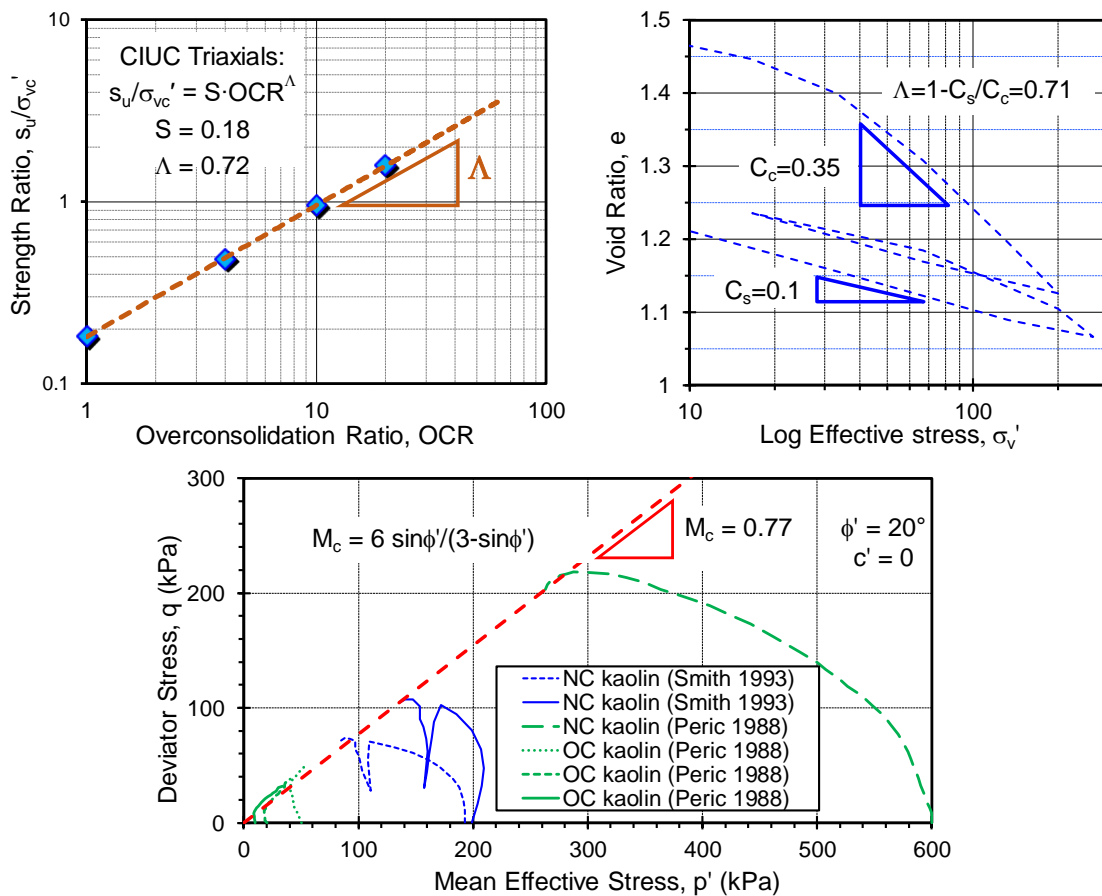 10
1
0.1
Strength Ratio, su/σvc'
CIUC Triaxials:
su/σvc' = S·OCR^Λ
S = 0.18
Λ = 0.72
Λ
1
10
100
Overconsolidation Ratio, OCR
1.5
1.4
1.3
1.2
1.1
1
Void Ratio, e
Λ=1-Cs/Cc=0.71
Cc=0.35
Cs=0.1
10
100
Log Effective stress, σv'
300
200
100
0
Deviator Stress, q (kPa)
Mc = 6 sinϕ'/(3-sinϕ')
Mc = 0.77
ϕ' = 20°
c' = 0
NC kaolin (Smith 1993)
NC kaolin (Smith 1993)
NC kaolin (Peric 1988)
OC kaolin (Peric 1988)
OC kaolin (Peric 1988)
OC kaolin (Peric 1988)
0
100
200
300
400
500
600
Mean Effective Stress, p' (kPa)